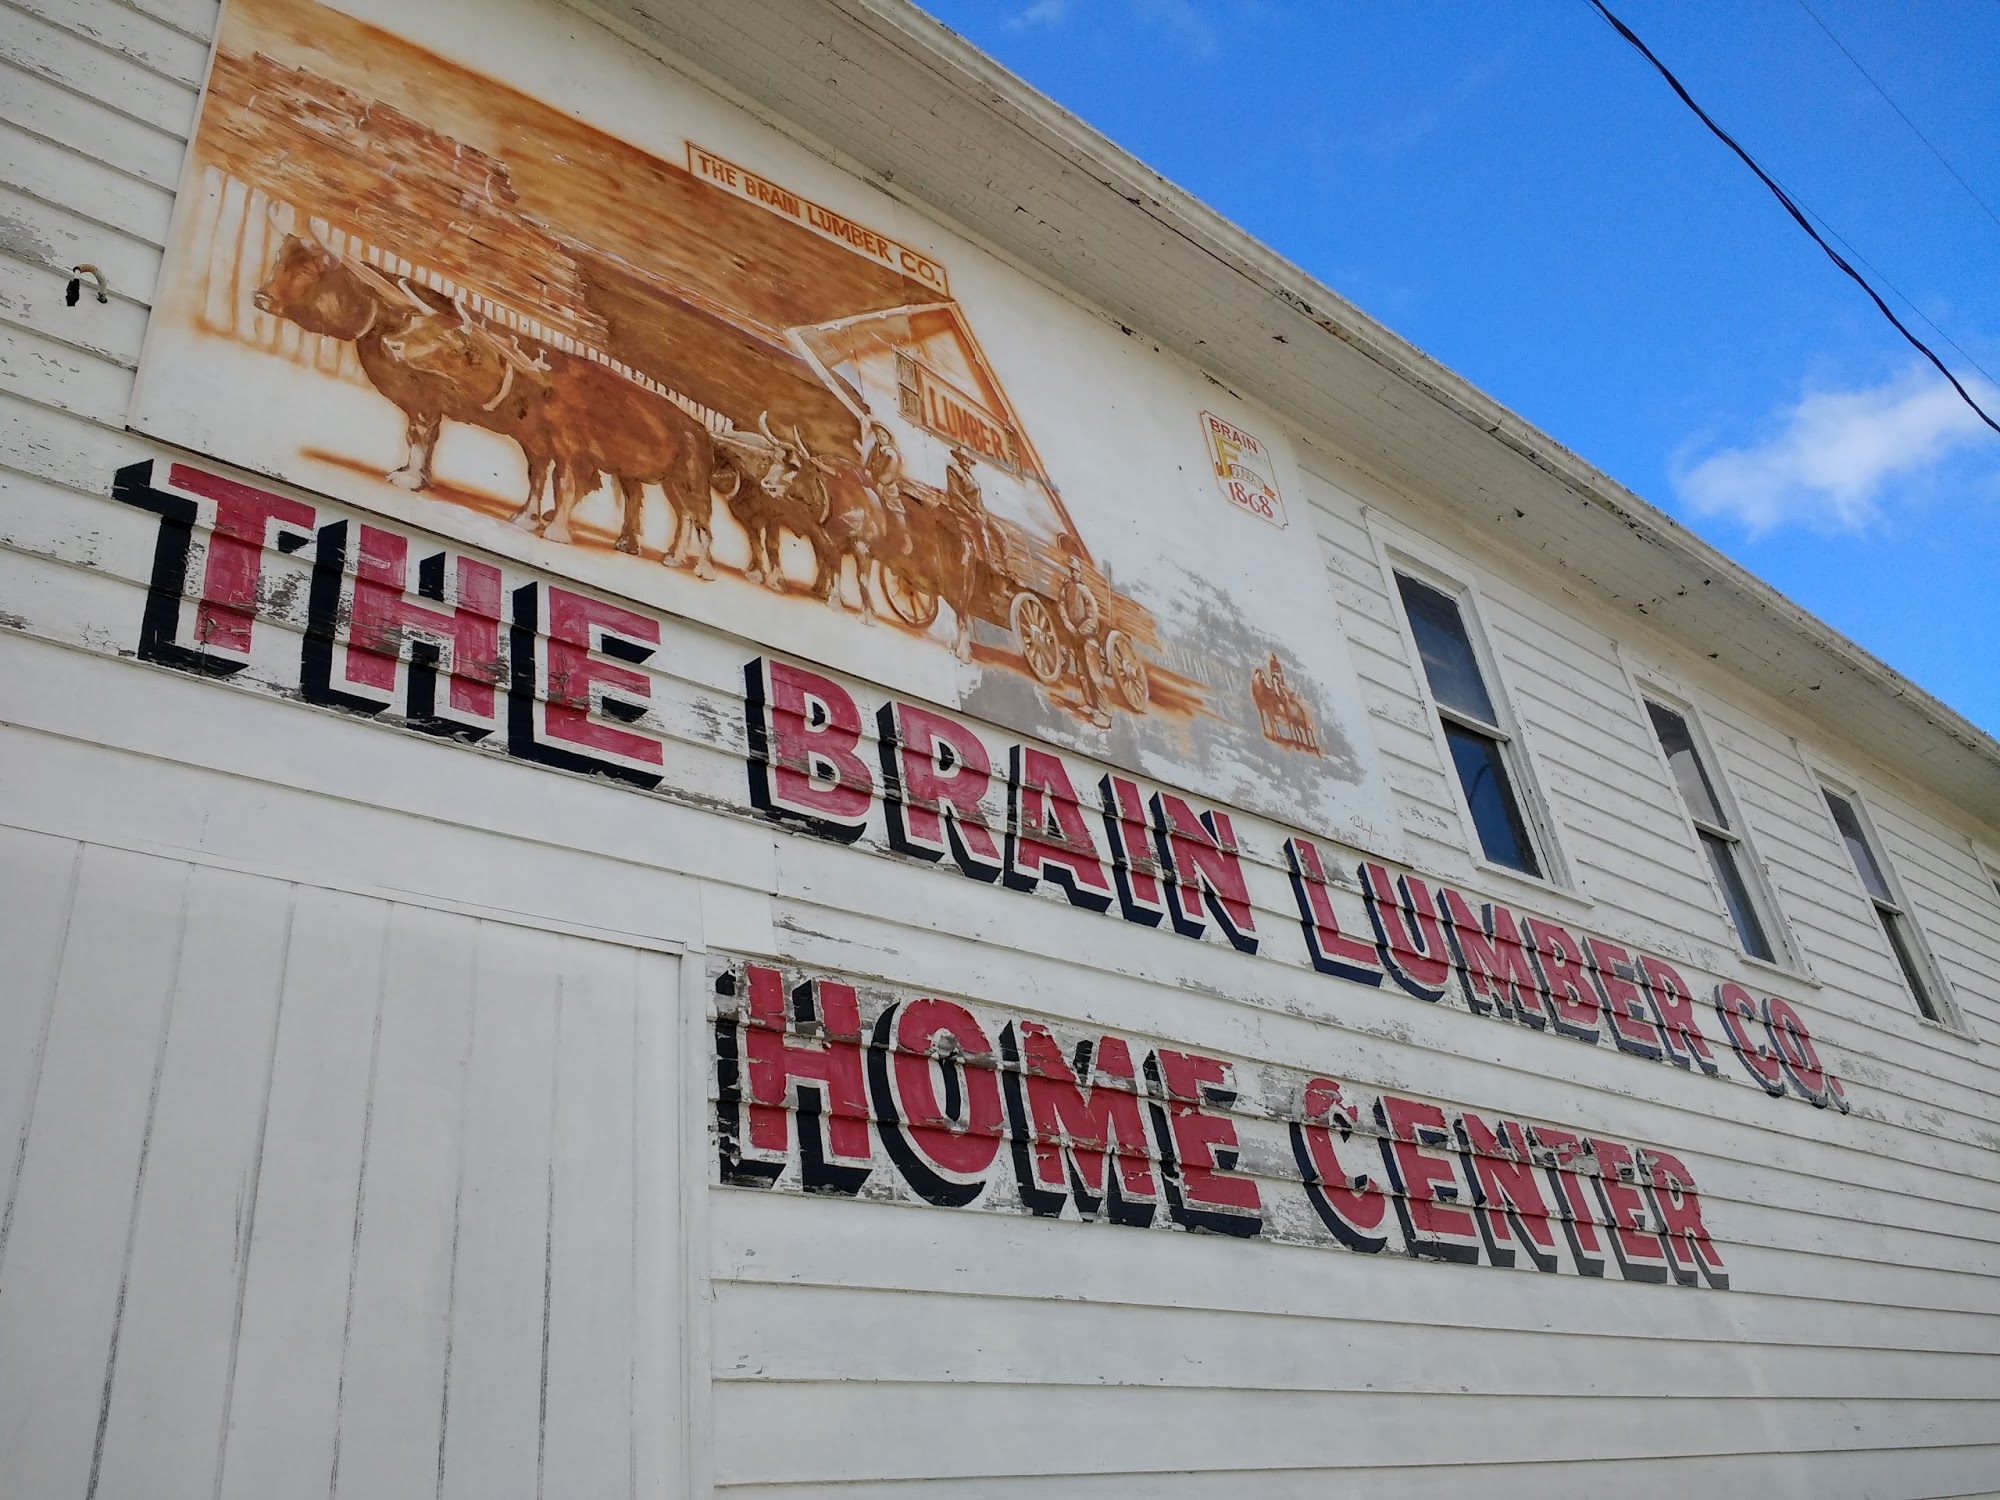 THE BRAIN LUMBER CO.
LUMBER
BRAIN
1868
THE BRAIN LUMBER CO.
HOME CENTER